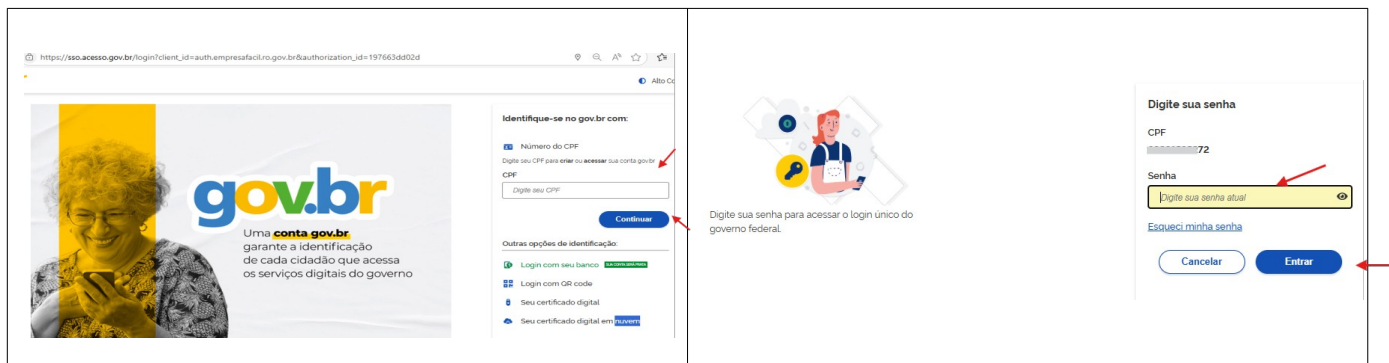 https://sso.acesso.gov.br/login?client_id=auth.empresafacil.ro.gov.br&authorization_id=197663dd02d
Alto Co
gov.br
Uma conta gov.br
garante a identificação
de cada cidadão que acessa
os serviços digitais do governo
Identifique-se no gov.br com:
Número do CPF
Digite seu CPF para criar ou acessar sua conta gov.br
CPF
Digite seu CPF
Continuar
Outras opções de identificação:
Login com seu banco SUA CONTA SERÁ PRATA
Login com QR code
Seu certificado digital
Seu certificado digital em nuvem
Digite sua senha para acessar o login único do
governo federal.
Digite sua senha
CPF
72
Senha
Digite sua senha atual
Esqueci minha senha
Cancelar
Entrar